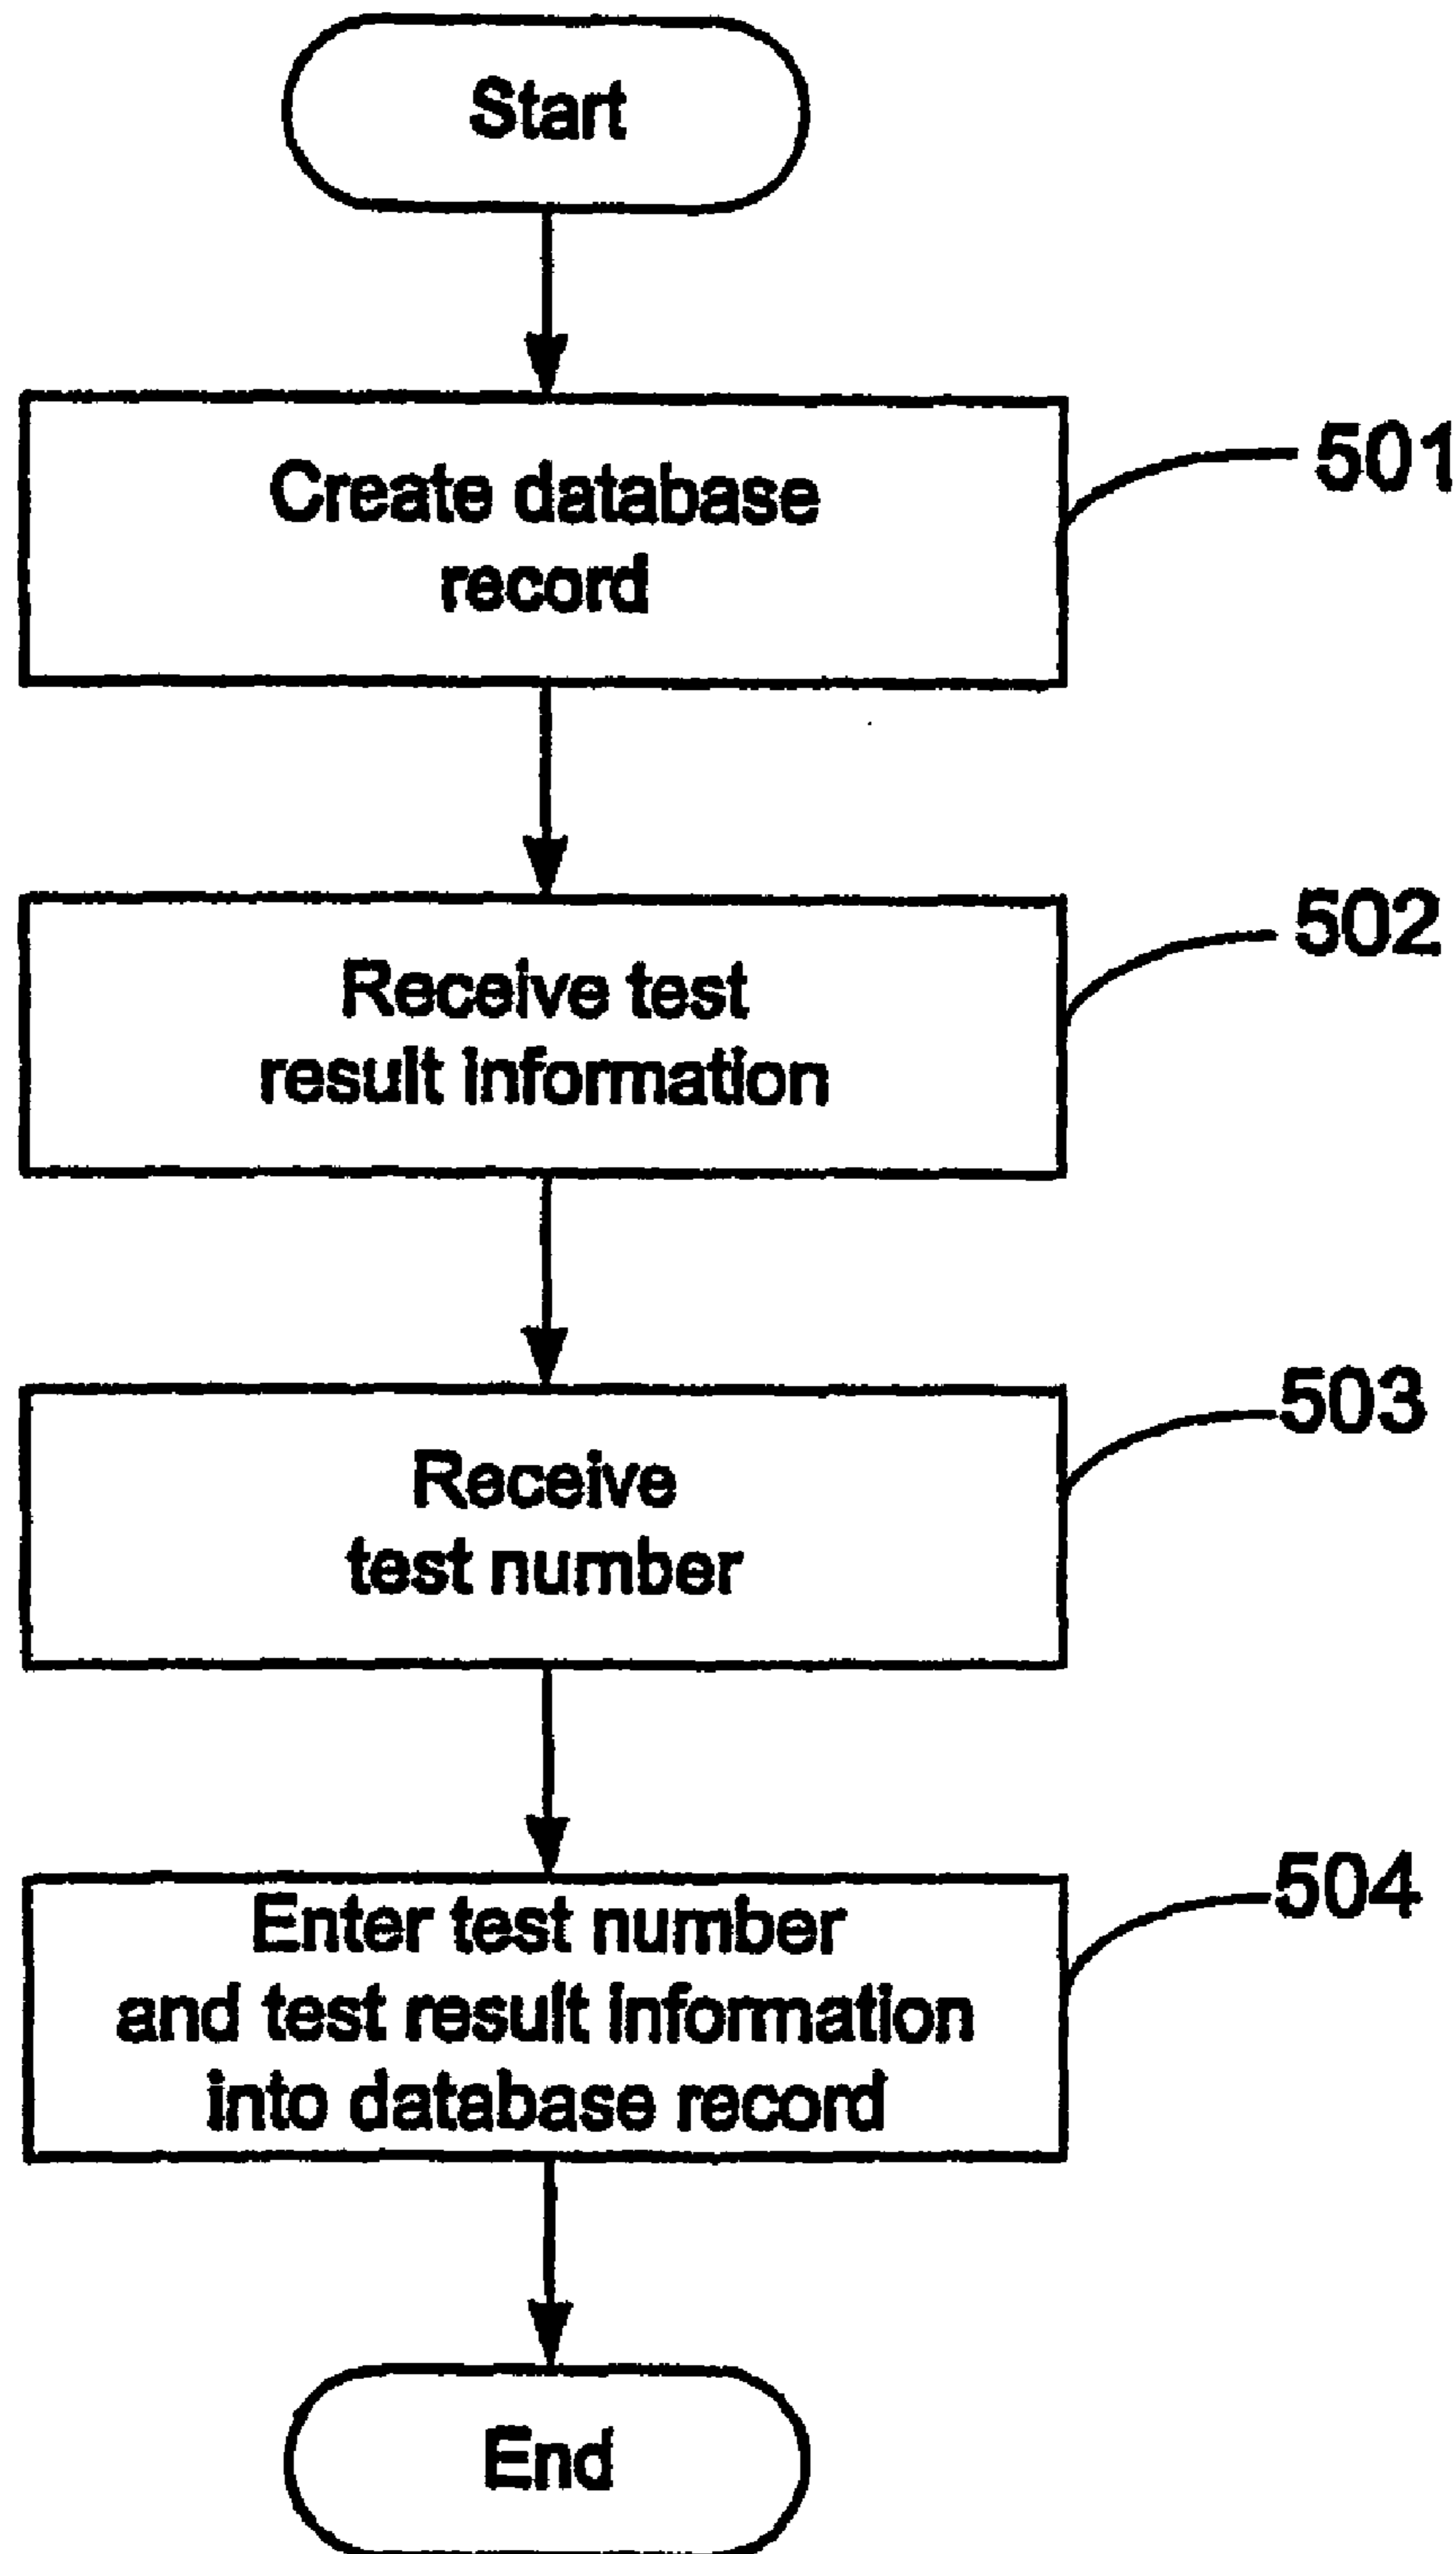 Start
Create database
record
501
Receive test
result information
502
Receive
test number
503
Enter test number
and test result information
into database record
504
End